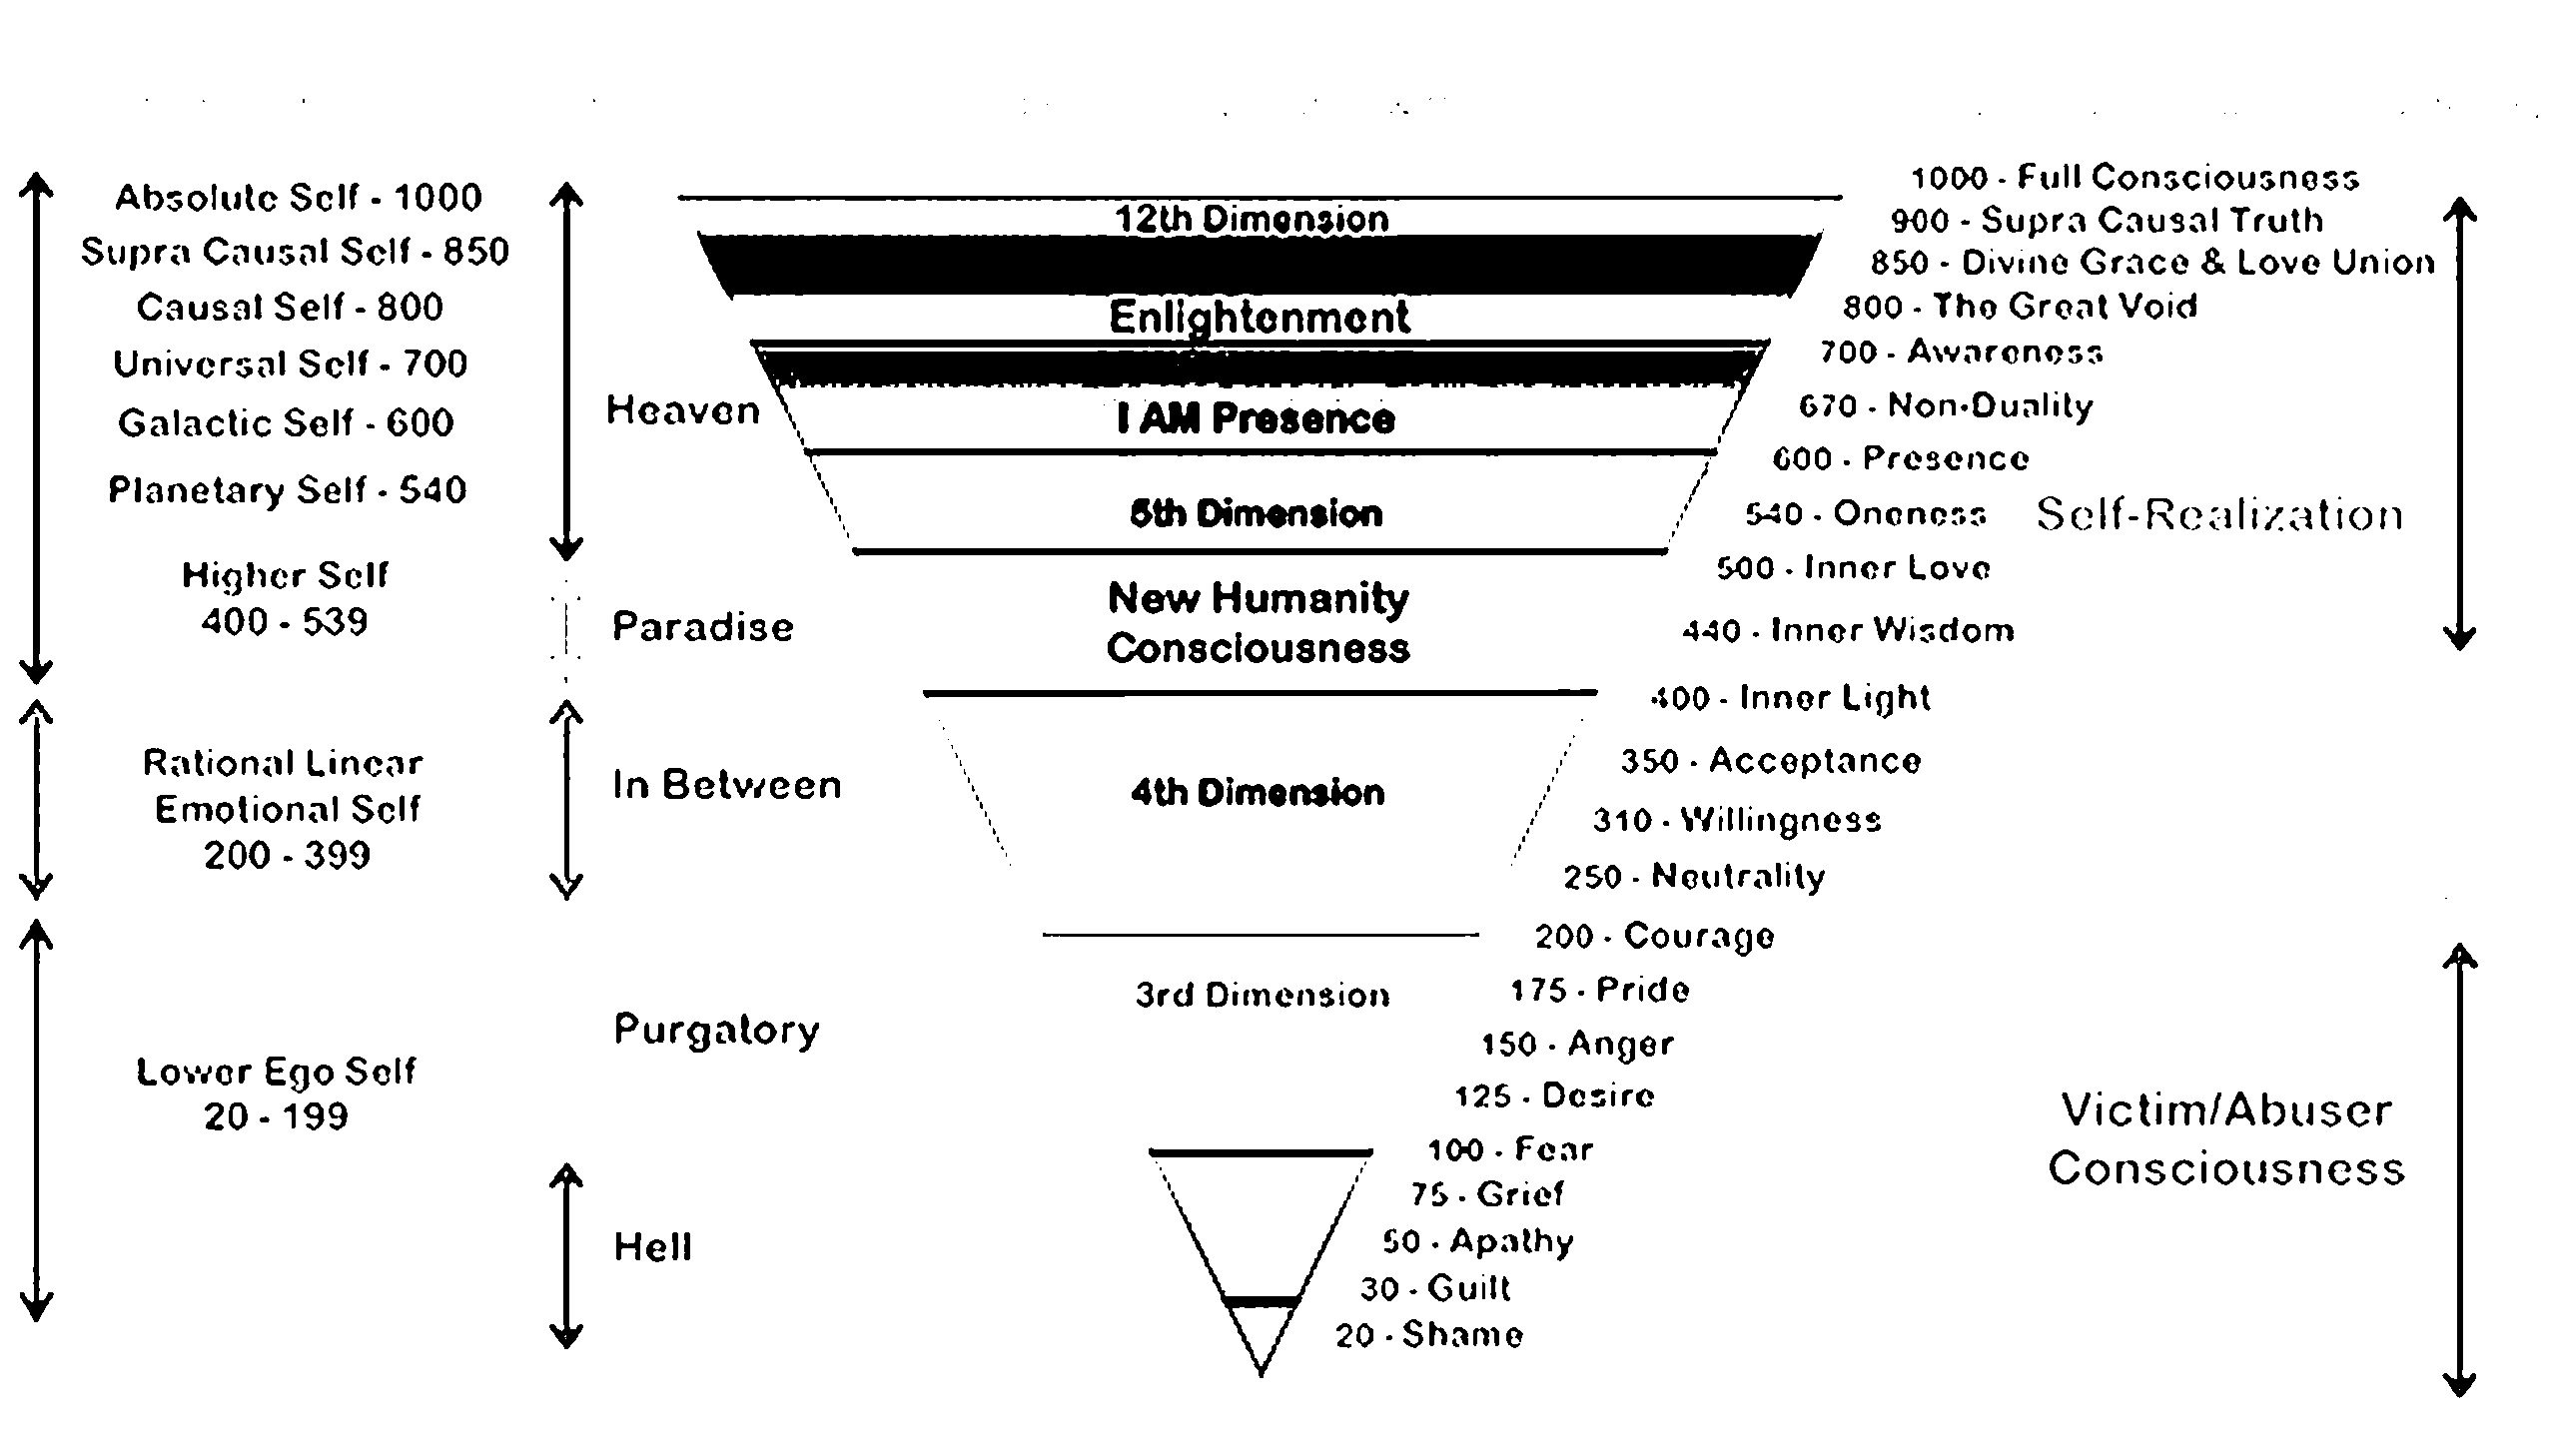 Absolute Self - 1000
Supra Causal Self - 850
Causal Self - 800
Universal Self - 700
Galactic Self - 600
Planetary Self - 540
Higher Self
400 - 539
Rational Linear
Emotional Self
200 - 399
Lower Ego Self
20 - 199
Heaven
Paradise
In Between
Purgatory
Hell
12th Dimension
Enlightenment
I AM Presence
5th Dimension
New Humanity
Consciousness
4th Dimension
3rd Dimension
1000 - Full Consciousness
900 - Supra Causal Truth
850 - Divine Grace & Love Union
800 - The Great Void
700 - Awareness
670 - Non-Duality
600 - Presence
540 - Oneness
500 - Inner Love
440 - Inner Wisdom
400 - Inner Light
350 - Acceptance
310 - Willingness
250 - Neutrality
200 - Courage
175 - Pride
150 - Anger
125 - Desire
100 - Fear
75 - Grief
50 - Apathy
30 - Guilt
20 - Shame
Self-Realization
Victim/Abuser
Consciousness